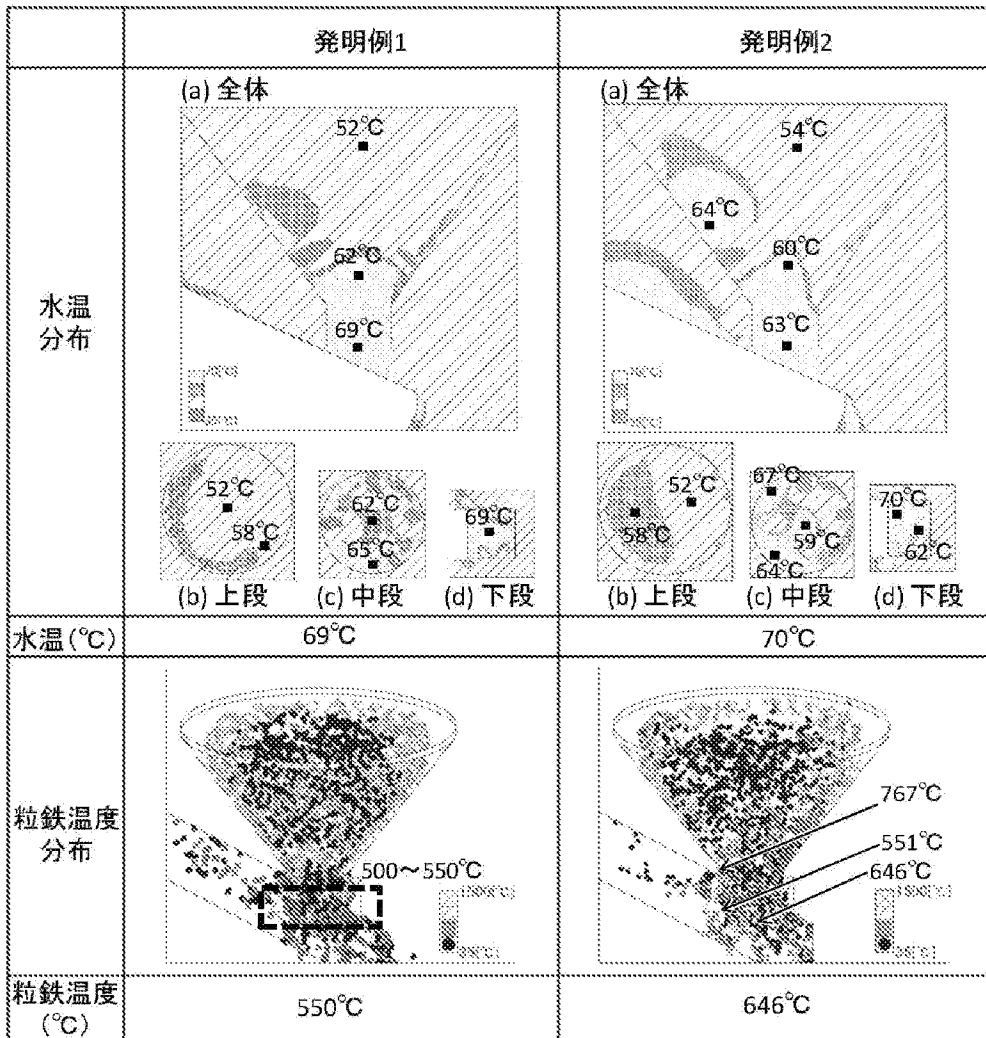 発明例1
発明例2
水温
分布
(a) 全体
52℃
62℃
69℃
52℃
58℃
(b) 上段
62℃
65℃
(c) 中段
69℃
(d) 下段
(a) 全体
54℃
64℃
60℃
63℃
52℃
58℃
(b) 上段
67℃
59℃
64℃
(c) 中段
70℃
62℃
(d) 下段
水温(℃)
69℃
70℃
粒鉄温度
分布
500～550℃
767℃
551℃
646℃
粒鉄温度
(℃)
550℃
646℃